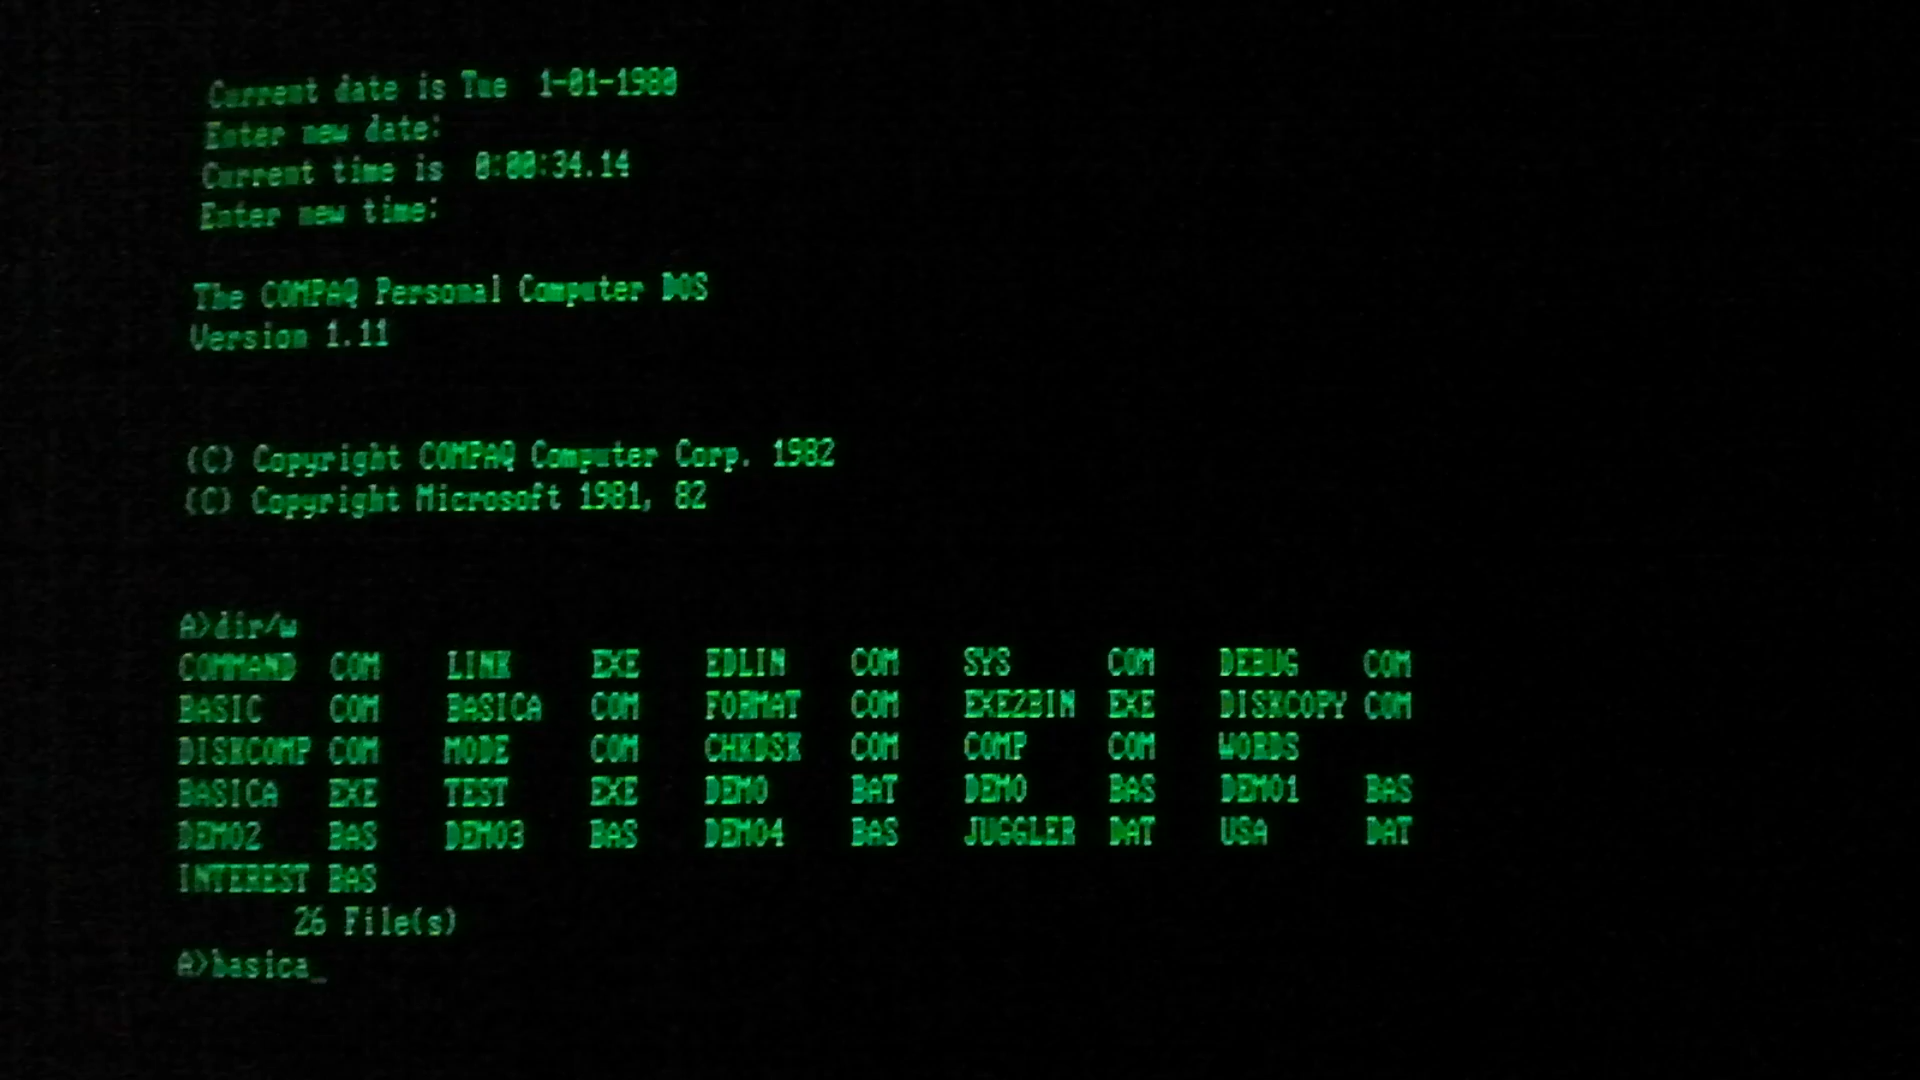 Current date is Tue  1-01-1980
Enter new date:
Current time is  0:00:34.14
Enter new time:
The COMPAQ Personal Computer DOS
Version 1.11
(C) Copyright COMPAQ Computer Corp. 1982
(C) Copyright Microsoft 1981, 82
A>dir/w
COMMAND  COM    LINK     EXE    EDLIN    COM    SYS      COM    DEBUG    COM
BASIC    COM    BASICA   COM    FORMAT   COM    EXE2BIN  EXE    DISKCOPY COM
DISKCOMP COM    MODE     COM    CHKDSK   COM    COMP     COM    WORDS
BASICA   EXE    TEST     EXE    DEMO     BAT    DEMO     BAS    DEMO1    BAS
DEMO2    BAS    DEMO3    BAS    DEMO4    BAS    JUGGLER  DAT    USA      DAT
INTEREST BAS
26 File(s)
A>basica_